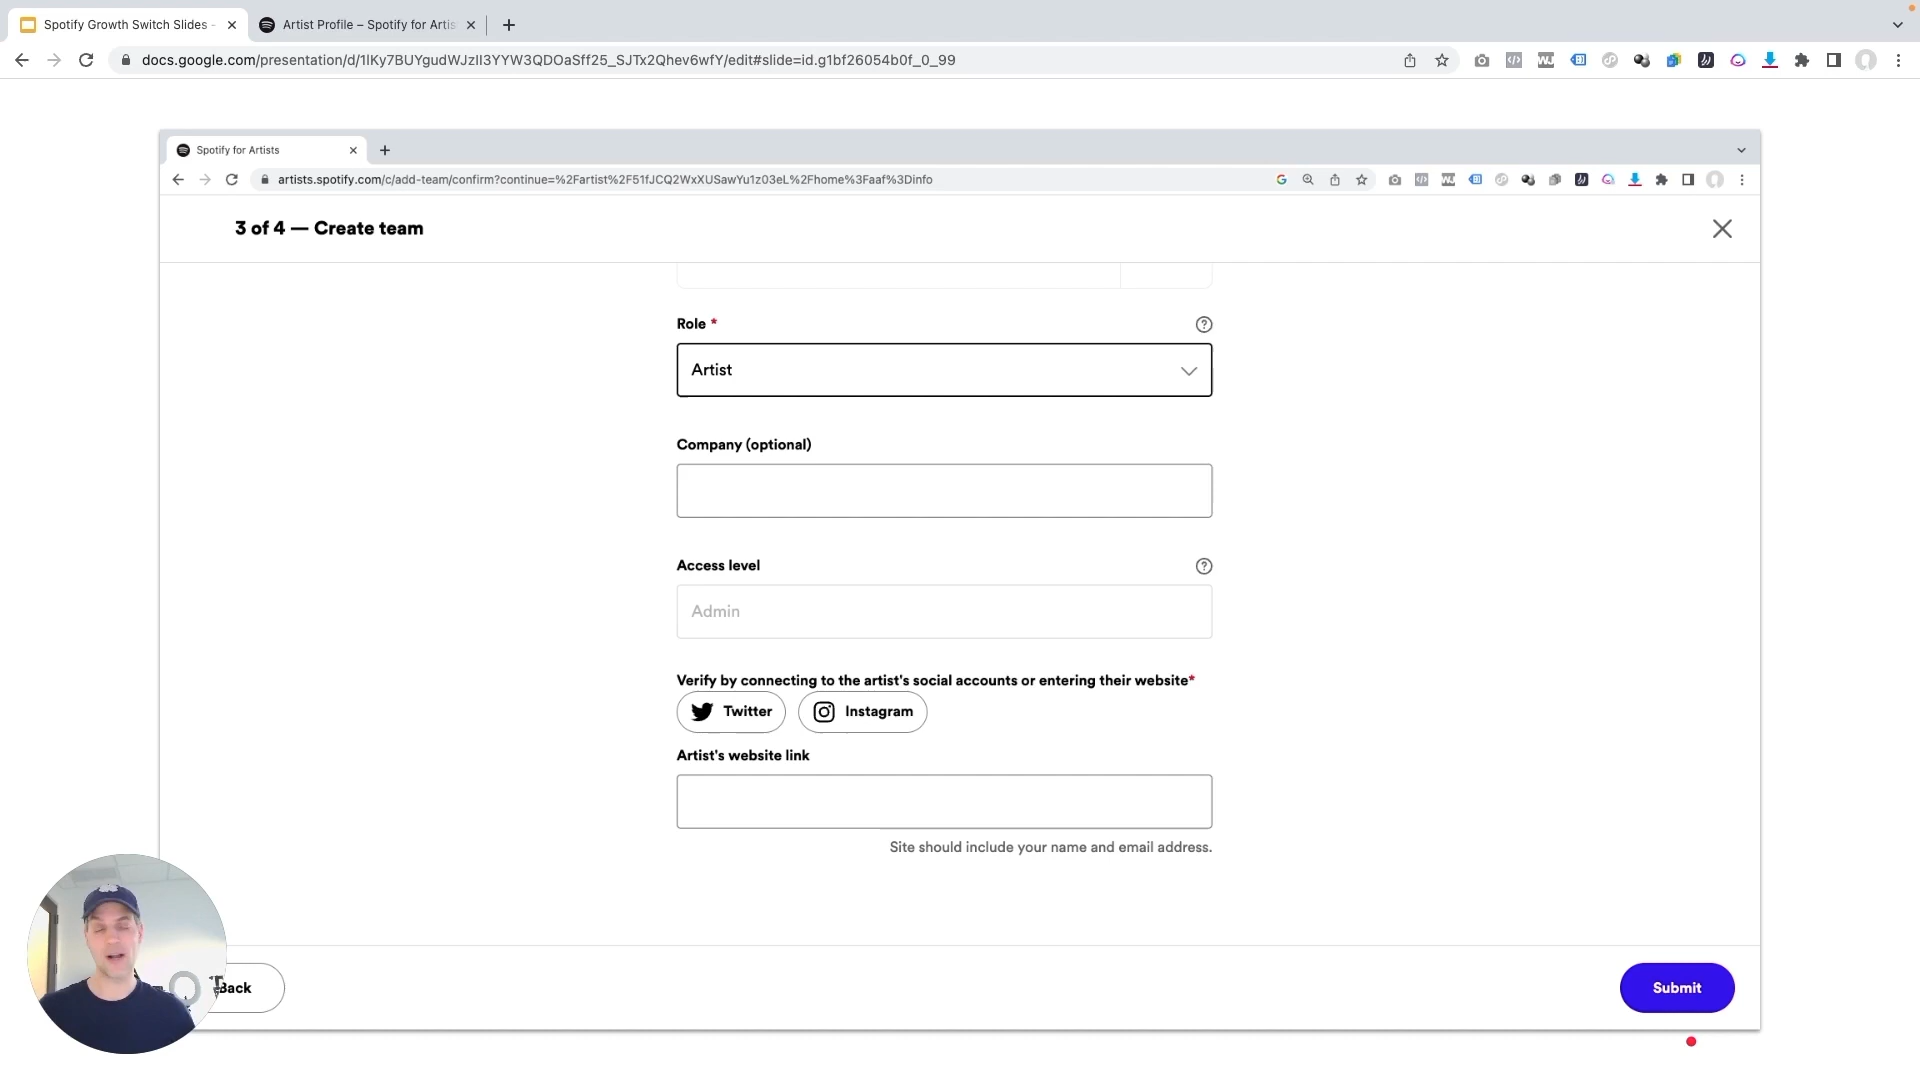 Spotify Growth Switch Slides -
Artist Profile – Spotify for Artis
docs.google.com/presentation/d/1lKy7BUYgudWJzII3YYW3QDOaSff25_SJTx2Qhev6wfY/edit#slide=id.g1bf26054b0f_0_99
Spotify for Artists
artists.spotify.com/c/add-team/confirm?continue=%2Fartist%2F51fJCQ2WxXUSawYu1z03eL%2Fhome%3Faaf%3Dinfo
3 of 4 — Create team
Role *
Artist
Company (optional)
Access level
Admin
Verify by connecting to the artist's social accounts or entering their website*
Twitter
Instagram
Artist's website link
Site should include your name and email address.
Back
Submit